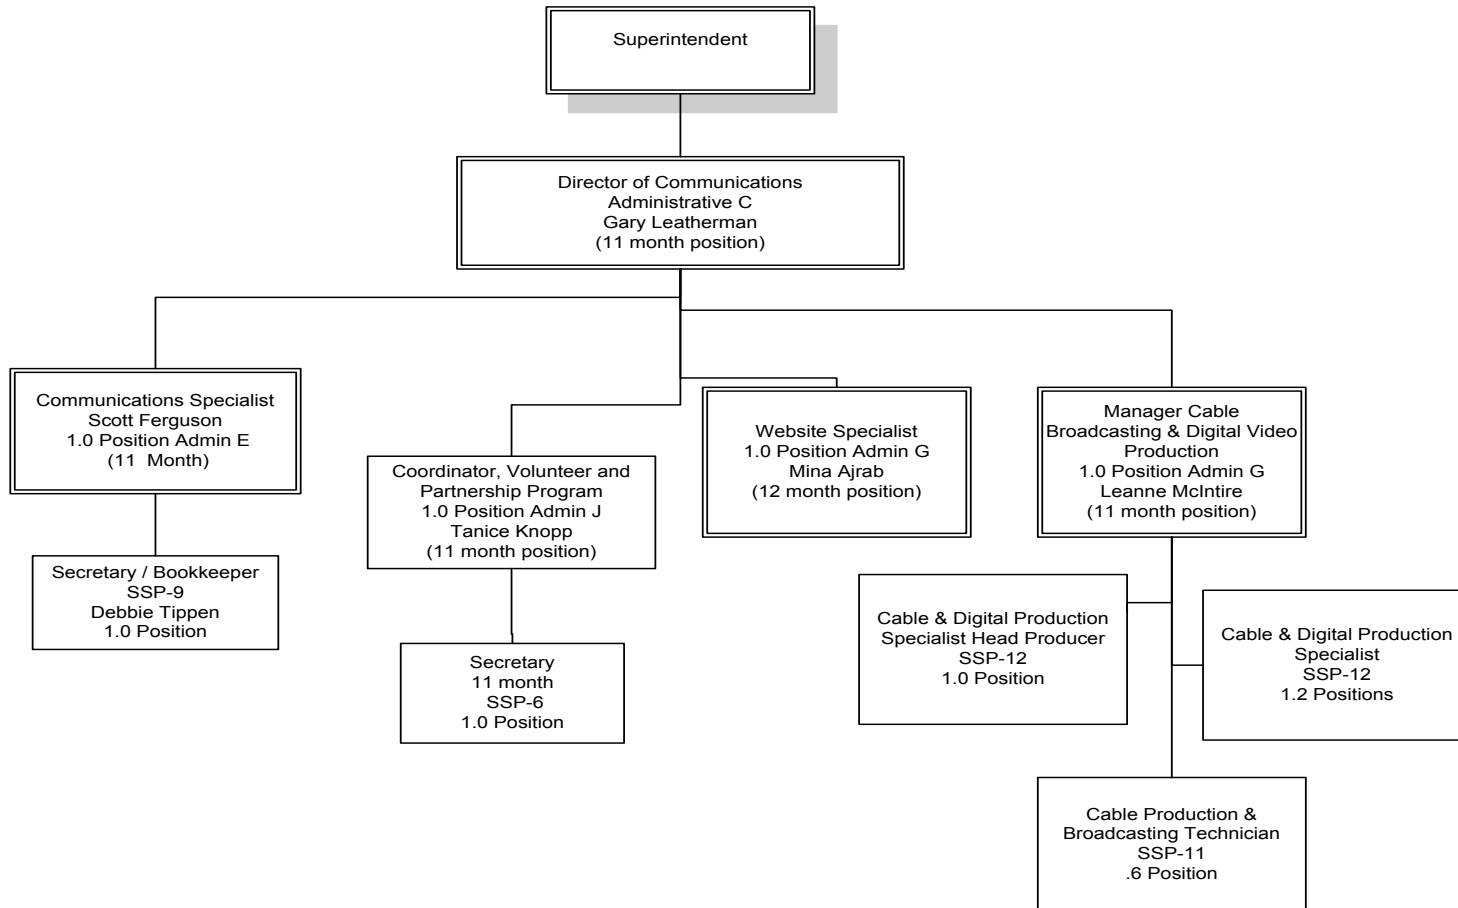 Superintendent
Director of Communications
Administrative C
Gary Leatherman
(11 month position)
Communications Specialist
Scott Ferguson
1.0 Position Admin E
(11 Month)
Coordinator, Volunteer and
Partnership Program
1.0 Position Admin J
Tanice Knopp
(11 month position)
Website Specialist
1.0 Position Admin G
Mina Ajrab
(12 month position)
Manager Cable
Broadcasting & Digital Video
Production
1.0 Position Admin G
Leanne McIntire
(11 month position)
Secretary / Bookkeeper
SSP-9
Debbie Tippen
1.0 Position
Secretary
11 month
SSP-6
1.0 Position
Cable & Digital Production
Specialist Head Producer
SSP-12
1.0 Position
Cable & Digital Production
Specialist
SSP-12
1.2 Positions
Cable Production &
Broadcasting Technician
SSP-11
.6 Position